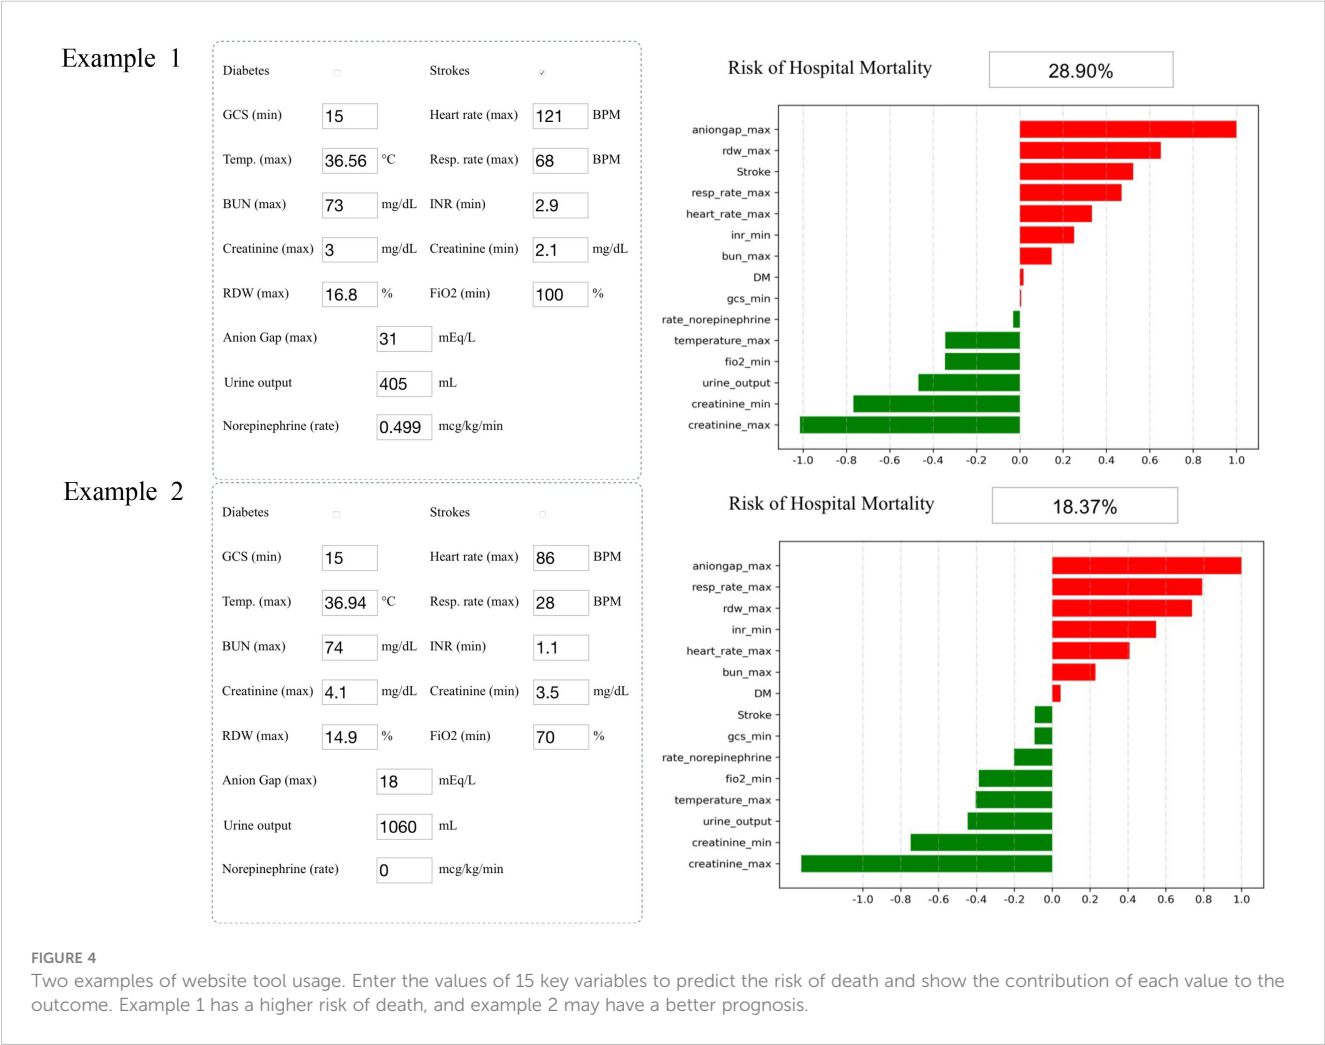 Example 1
Diabetes Strokes
GCS (min) 15 Heart rate (max) 121 BPM
Temp. (max) 36.56 °C Resp. rate (max) 68 BPM
BUN (max) 73 mg/dL INR (min) 2.9
Creatinine (max) 3 mg/dL Creatinine (min) 2.1 mg/dL
RDW (max) 16.8 % FiO2 (min) 100 %
Anion Gap (max) 31 mEq/L
Urine output 405 mL
Norepinephrine (rate) 0.499 mcg/kg/min
Risk of Hospital Mortality 28.90%
aniongap_max
rdw_max
Stroke
resp_rate_max
heart_rate_max
inr_min
bun_max
DM
gcs_min
rate_norepinephrine
temperature_max
fio2_min
urine_output
creatinine_min
creatinine_max
-1.0 -0.8 -0.6 -0.4 -0.2 0.0 0.2 0.4 0.6 0.8 1.0
Example 2
Diabetes Strokes
GCS (min) 15 Heart rate (max) 86 BPM
Temp. (max) 36.94 °C Resp. rate (max) 28 BPM
BUN (max) 74 mg/dL INR (min) 1.1
Creatinine (max) 4.1 mg/dL Creatinine (min) 3.5 mg/dL
RDW (max) 14.9 % FiO2 (min) 70 %
Anion Gap (max) 18 mEq/L
Urine output 1060 mL
Norepinephrine (rate) 0 mcg/kg/min
Risk of Hospital Mortality 18.37%
aniongap_max
resp_rate_max
rdw_max
inr_min
heart_rate_max
bun_max
DM
Stroke
gcs_min
rate_norepinephrine
fio2_min
temperature_max
urine_output
creatinine_min
creatinine_max
-1.0 -0.8 -0.6 -0.4 -0.2 0.0 0.2 0.4 0.6 0.8 1.0
FIGURE 4
Two examples of website tool usage. Enter the values of 15 key variables to predict the risk of death and show the contribution of each value to the
outcome. Example 1 has a higher risk of death, and example 2 may have a better prognosis.